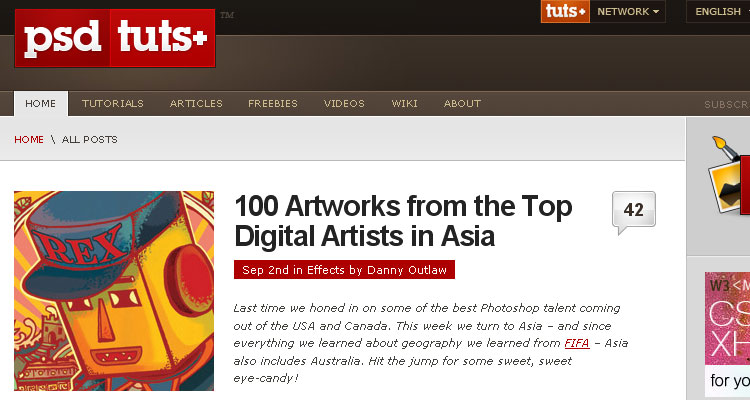 psd tuts+ ™
tuts+ NETWORK
ENGLISH
HOME TUTORIALS ARTICLES FREEBIES VIDEOS WIKI ABOUT
SUBSCR
HOME \ ALL POSTS
REX
100 Artworks from the Top
Digital Artists in Asia
42
Sep 2nd in Effects by Danny Outlaw
Last time we honed in on some of the best Photoshop talent coming
out of the USA and Canada. This week we turn to Asia – and since
everything we learned about geography we learned from FIFA – Asia
also includes Australia. Hit the jump for some sweet, sweet
eye-candy!
W3 <M
CS
XH
for yo